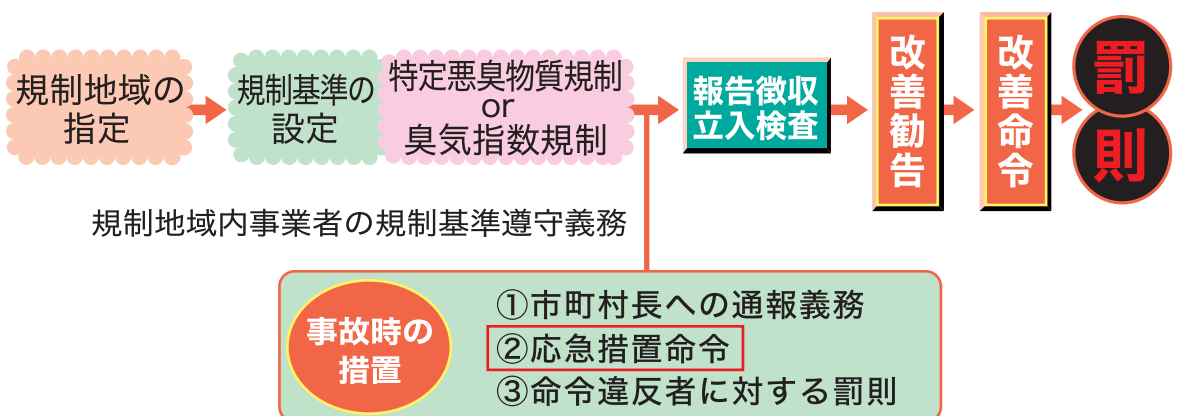 規制地域の
指定
規制基準の
設定
特定悪臭物質規制
or
臭気指数規制
報告徴収
立入検査
改善勧告
改善命令
罰則
規制地域内事業者の規制基準遵守義務
事故時の
措置
①市町村長への通報義務
②応急措置命令
③命令違反者に対する罰則